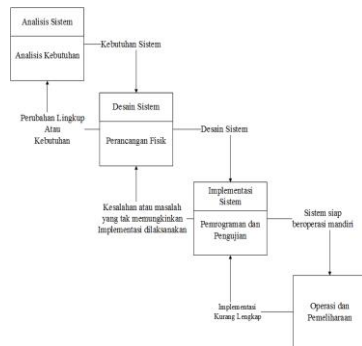 Analisis Sistem
Analisis Kebutuhan
Kebutuhan Sistem
Perubahan Lingkup
Atau
Kebutuhan
Desain Sistem
Perancangan Fisik
Desain Sistem
Kesalahan atau masalah
yang tak memungkinkan
Implementasi dilaksanakan
Implementasi
Sistem
Pemrograman dan
Pengujian
Sistem siap
beroperasi mandiri
Implementasi
Kurang Lengkap
Operasi dan
Pemeliharaan